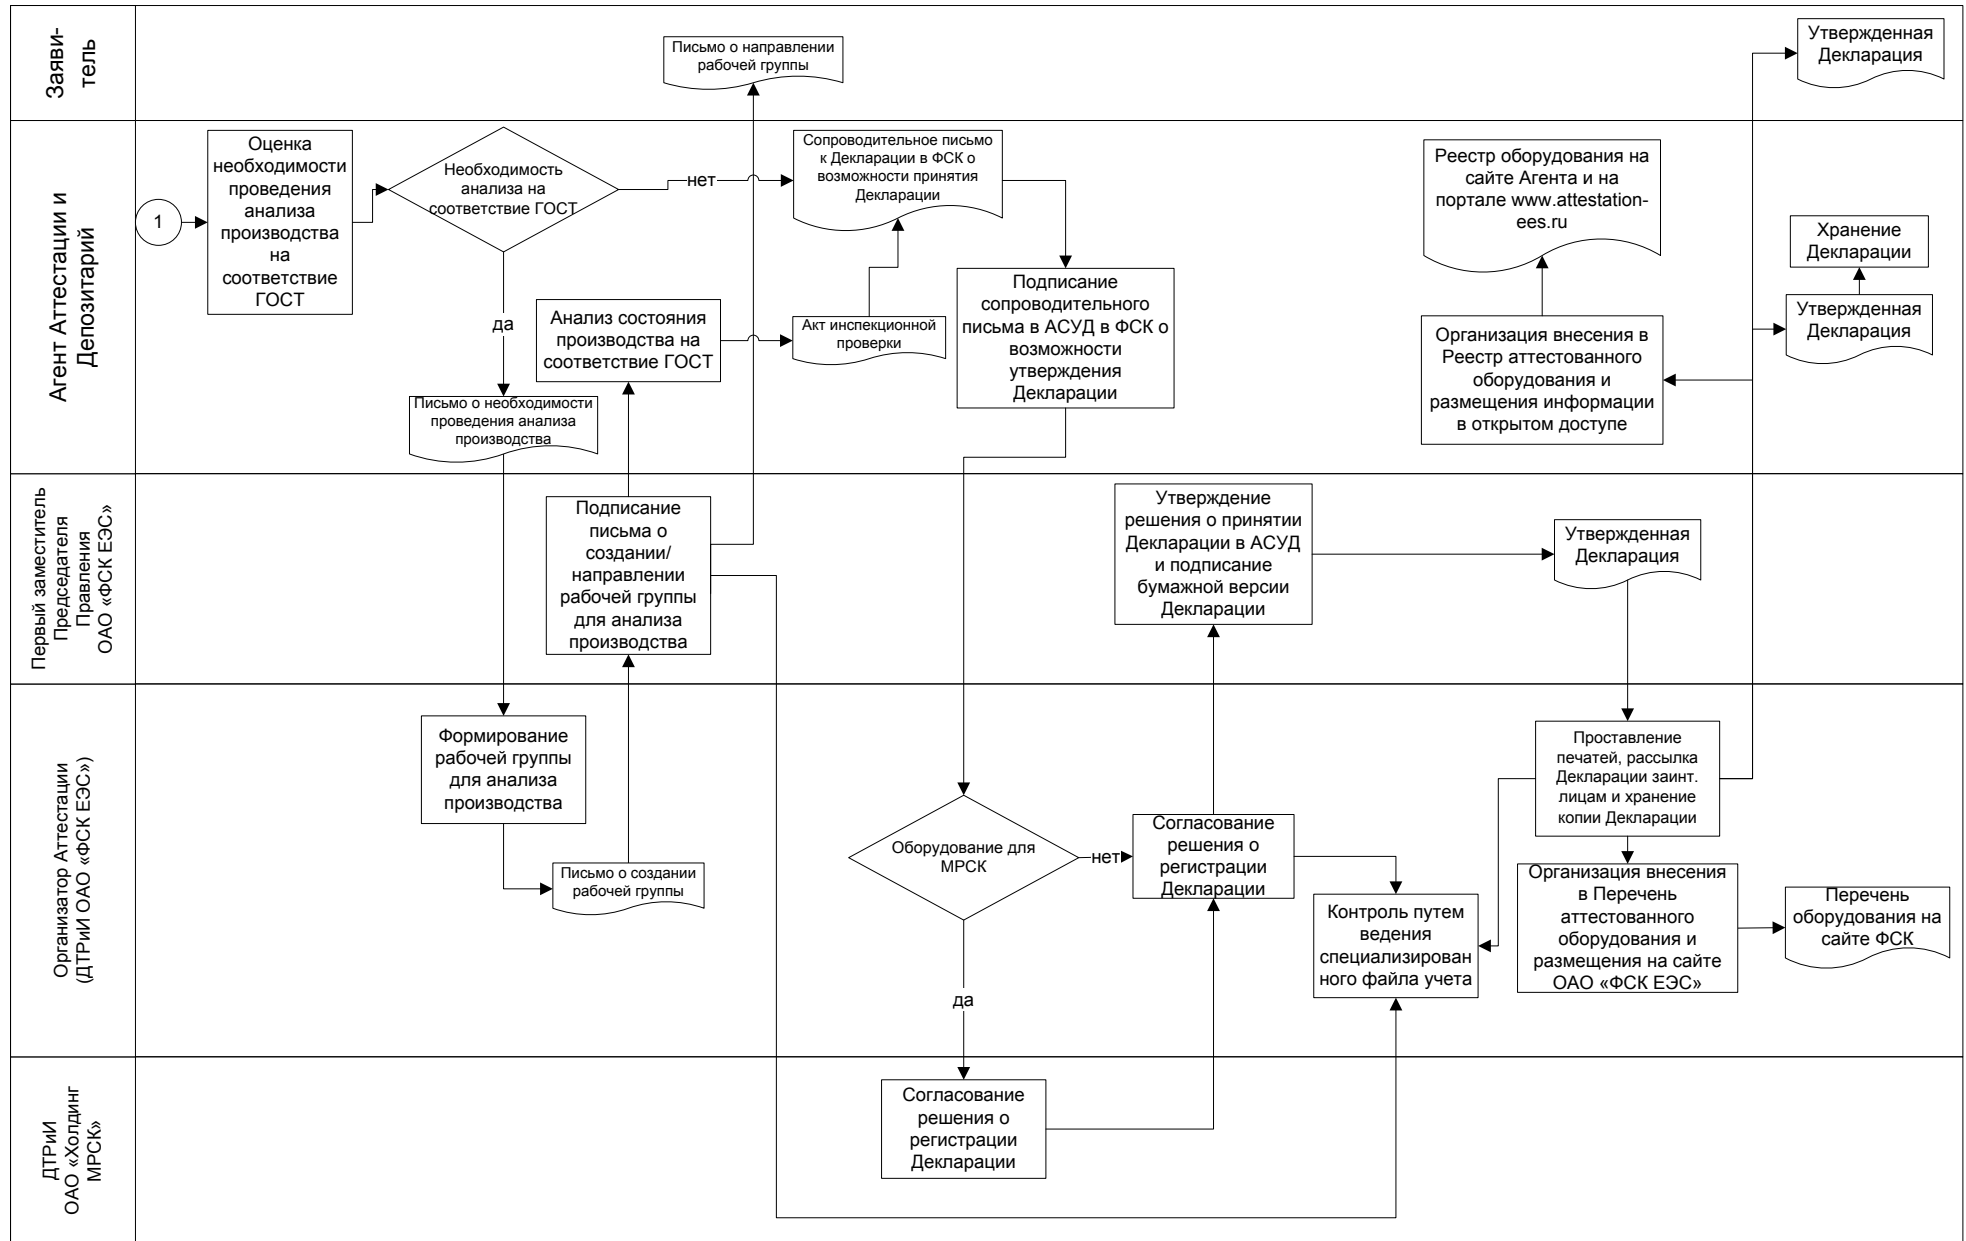 Заяви-
тель
Письмо о направлении
рабочей группы
Утвержденная
Декларация
Агент Аттестации и
Депозитарий
1
Оценка
необходимости
проведения
анализа
производства
на
соответствие
ГОСТ
Необходимость
анализа на
соответствие ГОСТ
нет
да
Сопроводительное письмо
к Декларации в ФСК о
возможности принятия
Декларации
Письмо о необходимости
проведения анализа
производства
Анализ состояния
производства на
соответствие ГОСТ
Акт инспекционной
проверки
Подписание
сопроводительного
письма в АСУД в ФСК о
возможности
утверждения
Декларации
Реестр оборудования на
сайте Агента и на
портале www.attestation-
ees.ru
Организация внесения в
Реестр аттестованного
оборудования и
размещения информации
в открытом доступе
Хранение
Декларации
Утвержденная
Декларация
Первый заместитель
Председателя
Правления
ОАО «ФСК ЕЭС»
Подписание
письма о
создании/
направлении
рабочей группы
для анализа
производства
Утверждение
решения о принятии
Декларации в АСУД
и подписание
бумажной версии
Декларации
Утвержденная
Декларация
Организатор Аттестации
(ДТРиИ ОАО «ФСК ЕЭС»)
Формирование
рабочей группы
для анализа
производства
Письмо о создании
рабочей группы
Оборудование для
МРСК
нет
да
Согласование
решения о
регистрации
Декларации
Контроль путем
ведения
специализирован
ного файла учета
Проставление
печатей, рассылка
Декларации заинт.
лицам и хранение
копии Декларации
Организация внесения
в Перечень
аттестованного
оборудования и
размещения на сайте
ОАО «ФСК ЕЭС»
Перечень
оборудования на
сайте ФСК
ДТРиИ
ОАО «Холдинг
МРСК»
Согласование
решения о
регистрации
Декларации